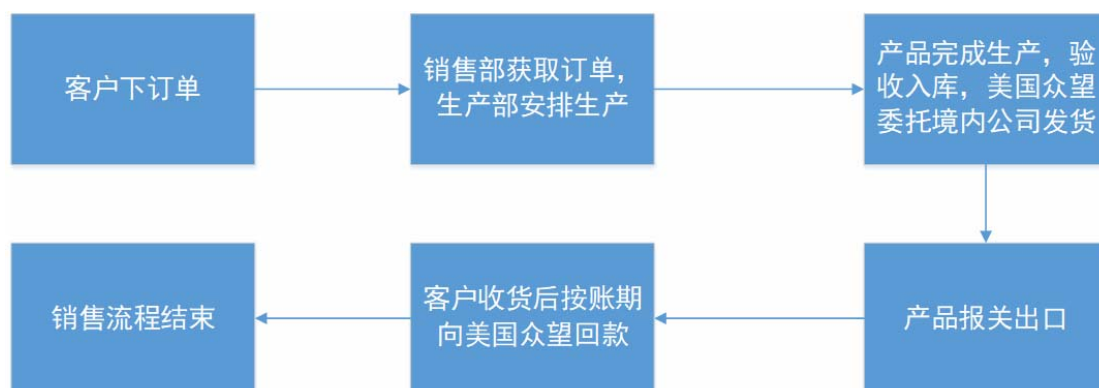 客户下订单
销售部获取订单，
生产部安排生产
产品完成生产，验
收入库，美国众望
委托境内公司发货
产品报关出口
客户收货后按账期
向美国众望回款
销售流程结束